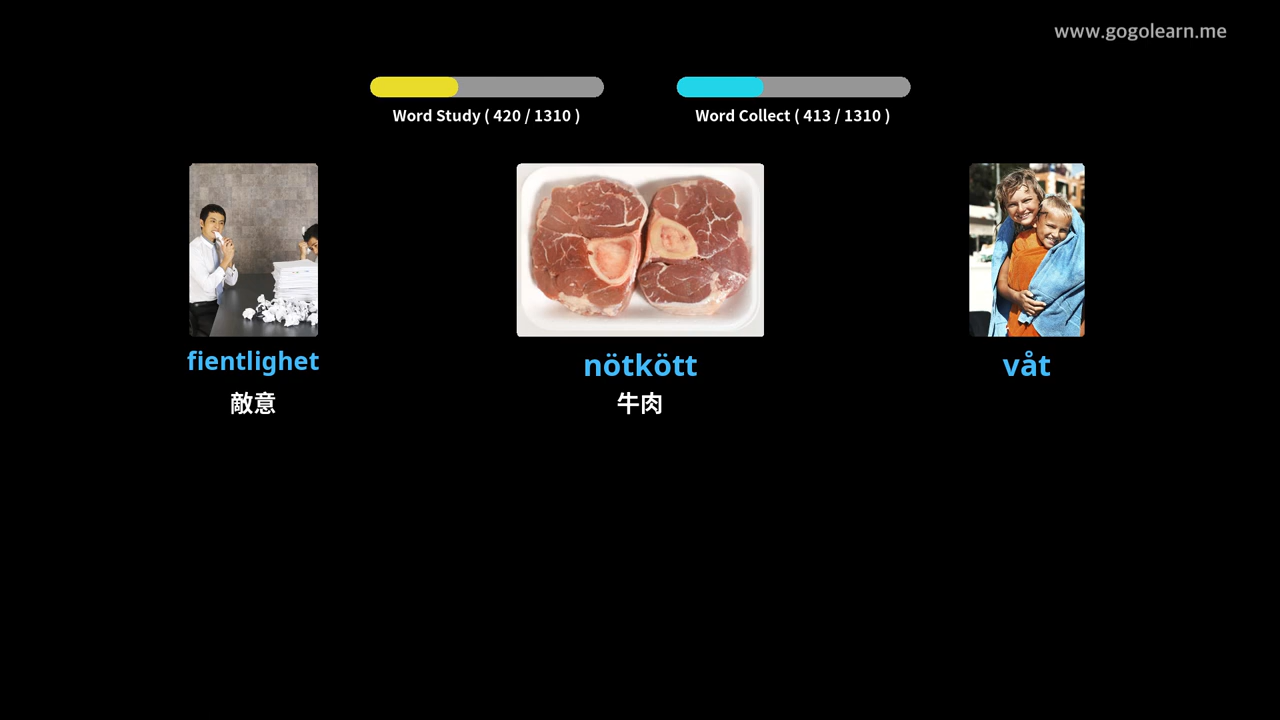 www.gogolearn.me
Word Study ( 420 / 1310 )
Word Collect ( 413 / 1310 )
fientlighet
敵意
nötkött
牛肉
våt